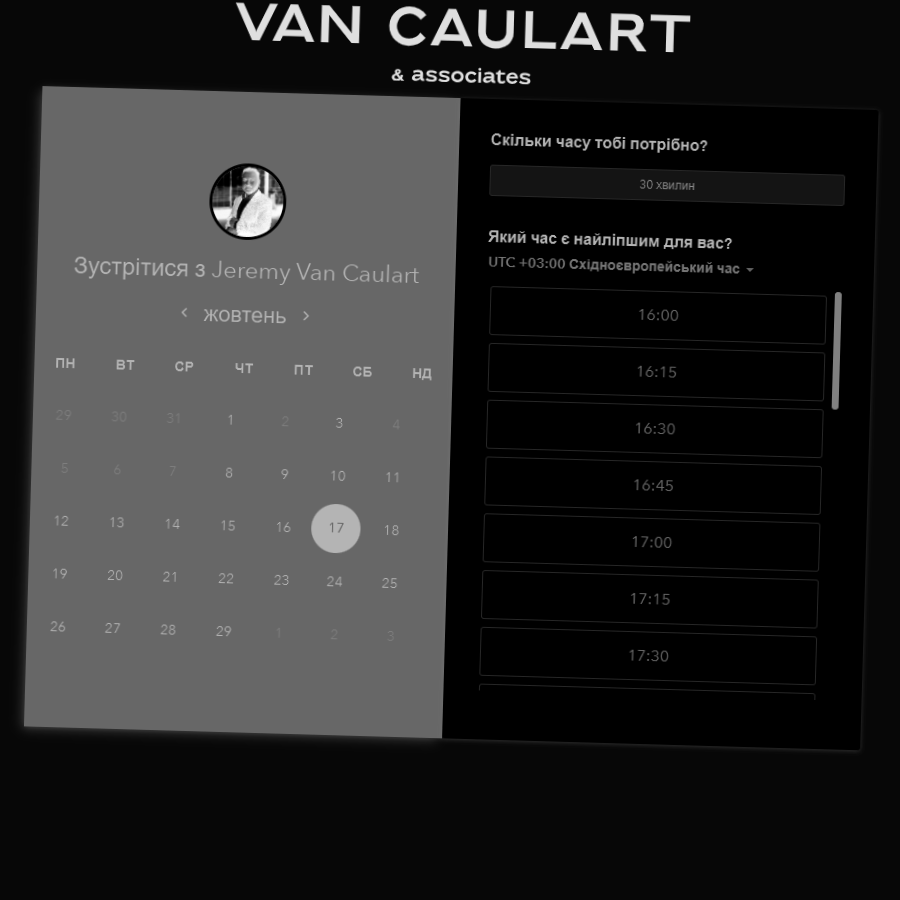 VAN CAULART
& associates
Зустрітися з Jeremy Van Caulart
‹ жовтень ›
ПН ВТ СР ЧТ ПТ СБ НД
29 30 31 1 2 3 4
5 6 7 8 9 10 11
12 13 14 15 16 17 18
19 20 21 22 23 24 25
26 27 28 29 1 2 3
Скільки часу тобі потрібно?
30 хвилин
Який час є найліпшим для вас?
UTC +03:00 Східноєвропейський час
16:00
16:15
16:30
16:45
17:00
17:15
17:30